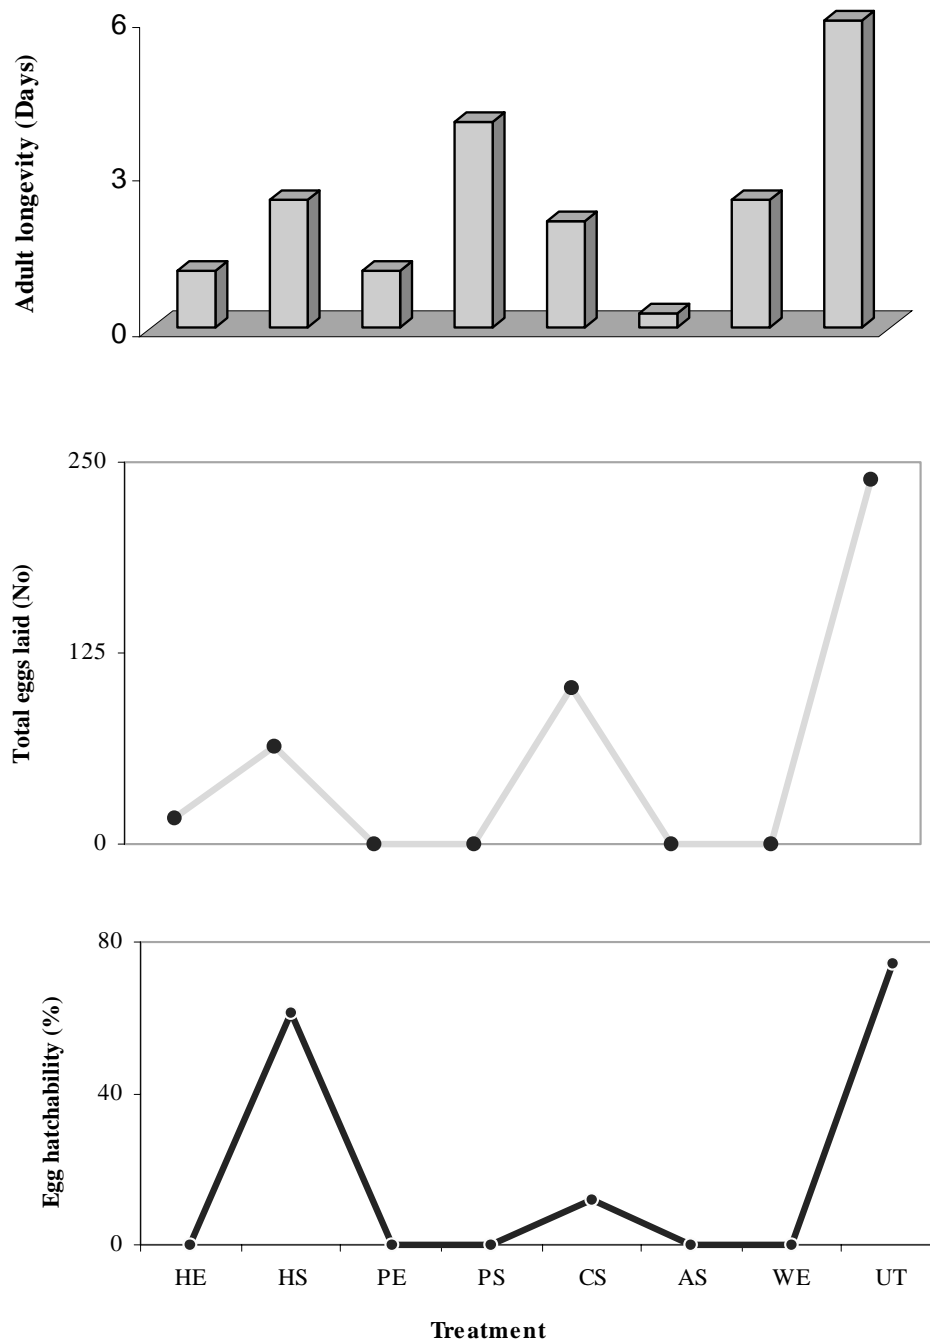 Adult longevity (Days)
6
3
0
Total eggs laid (No)
250
125
0
Egg hatchability (%)
80
40
0
HE HS PE PS CS AS WE UT
Treatment